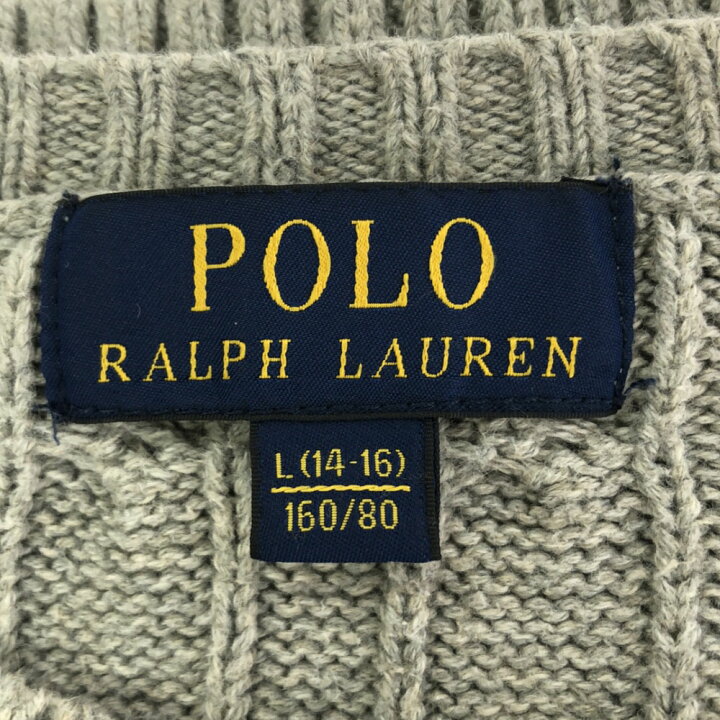 POLO
RALPH LAUREN
L (14-16)
160/80